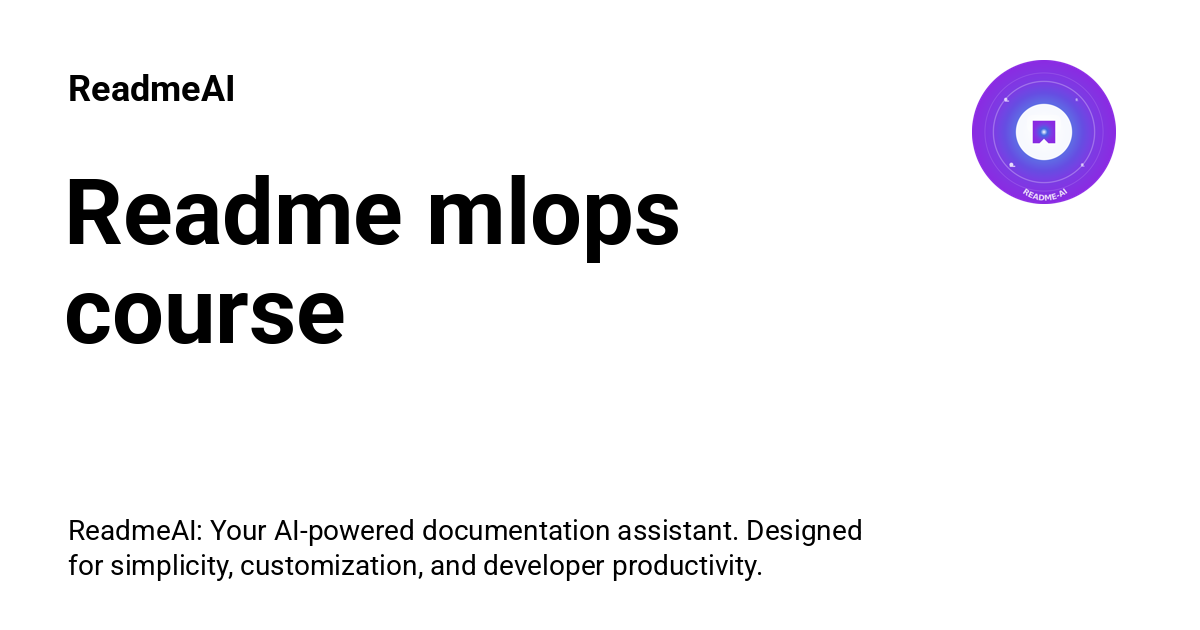 ReadmeAI
README-AI
Readme mlops
course
ReadmeAI: Your AI-powered documentation assistant. Designed
for simplicity, customization, and developer productivity.